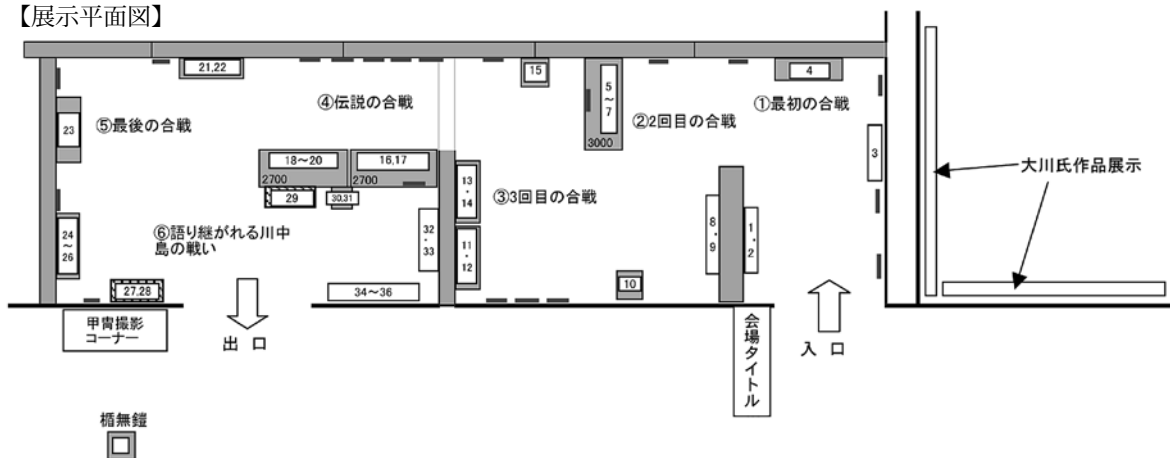 【展示平面図】
21,22
15
5
〜
7
3000
4
①最初の合戦
④伝説の合戦
②2回目の合戦
23
⑤最後の合戦
3
大川氏作品展示
18〜20
16,17
2700
2700
29
30,31
13
・
14
③3回目の合戦
8
・
9
1
・
2
⑥語り継がれる川中
島の戦い
24
〜
26
32
・
33
11
・
12
27,28
34〜36
10
甲冑撮影
コーナー
出 口
会場タイトル
入 口
楯無鎧